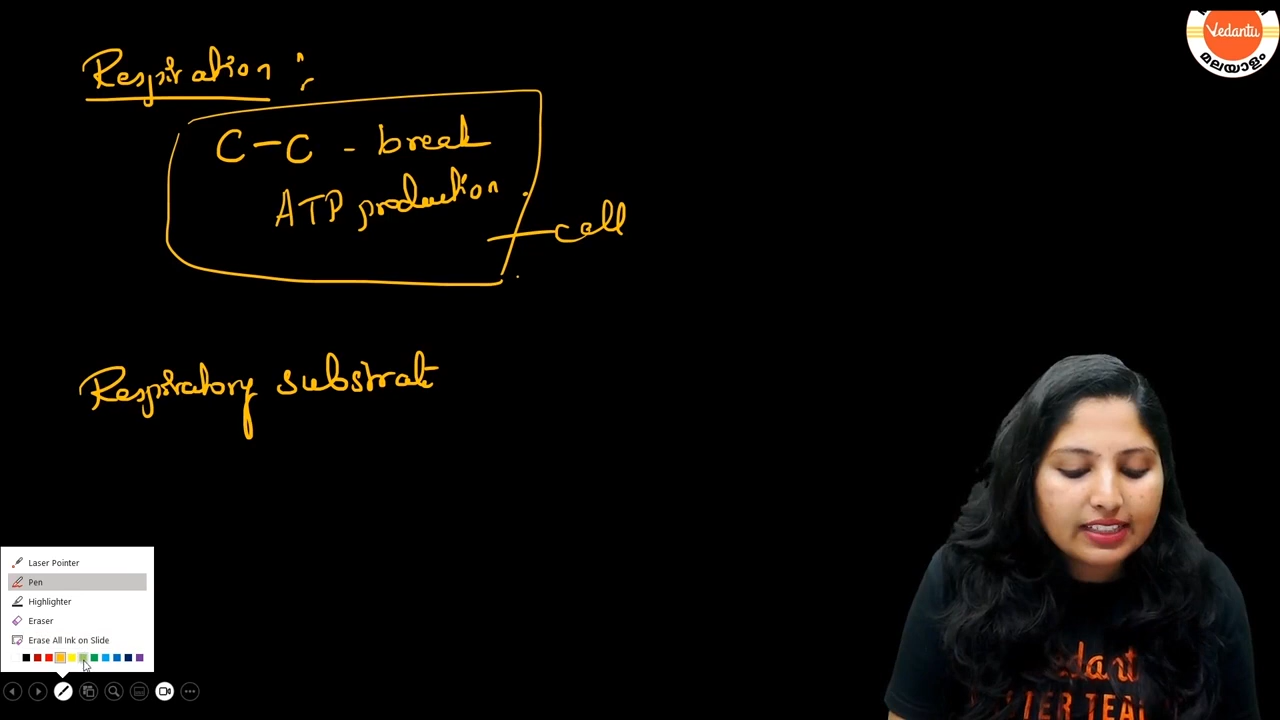 Vedantu
മലയാളം
Respiration :
C-C - break
ATP production.
cell
Respiratory substrat
Laser Pointer
Pen
Highlighter
Eraser
Erase All Ink on Slide